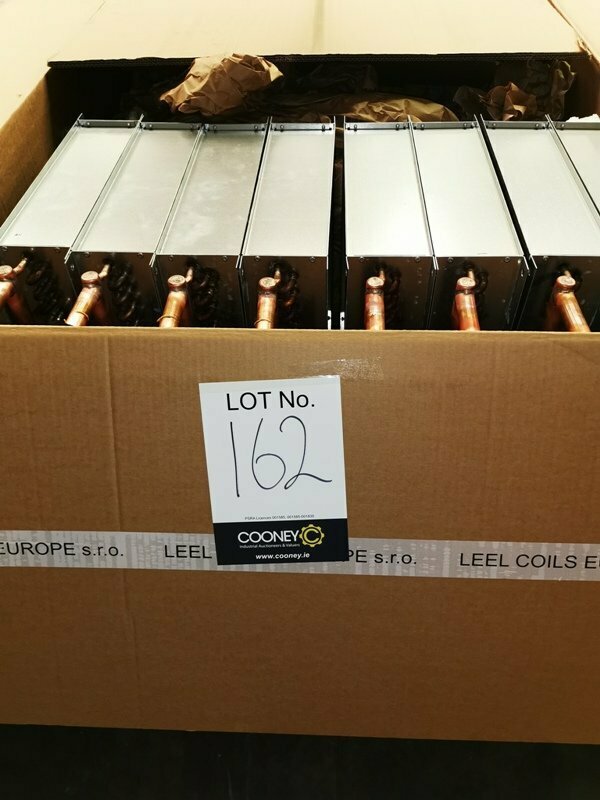 LOT No.
162
COONEY
Industrial Auctioneers & Valuers
www.cooney.ie
EUROPE s.r.o. LEEL PE s.r.o. LEEL COILS EU